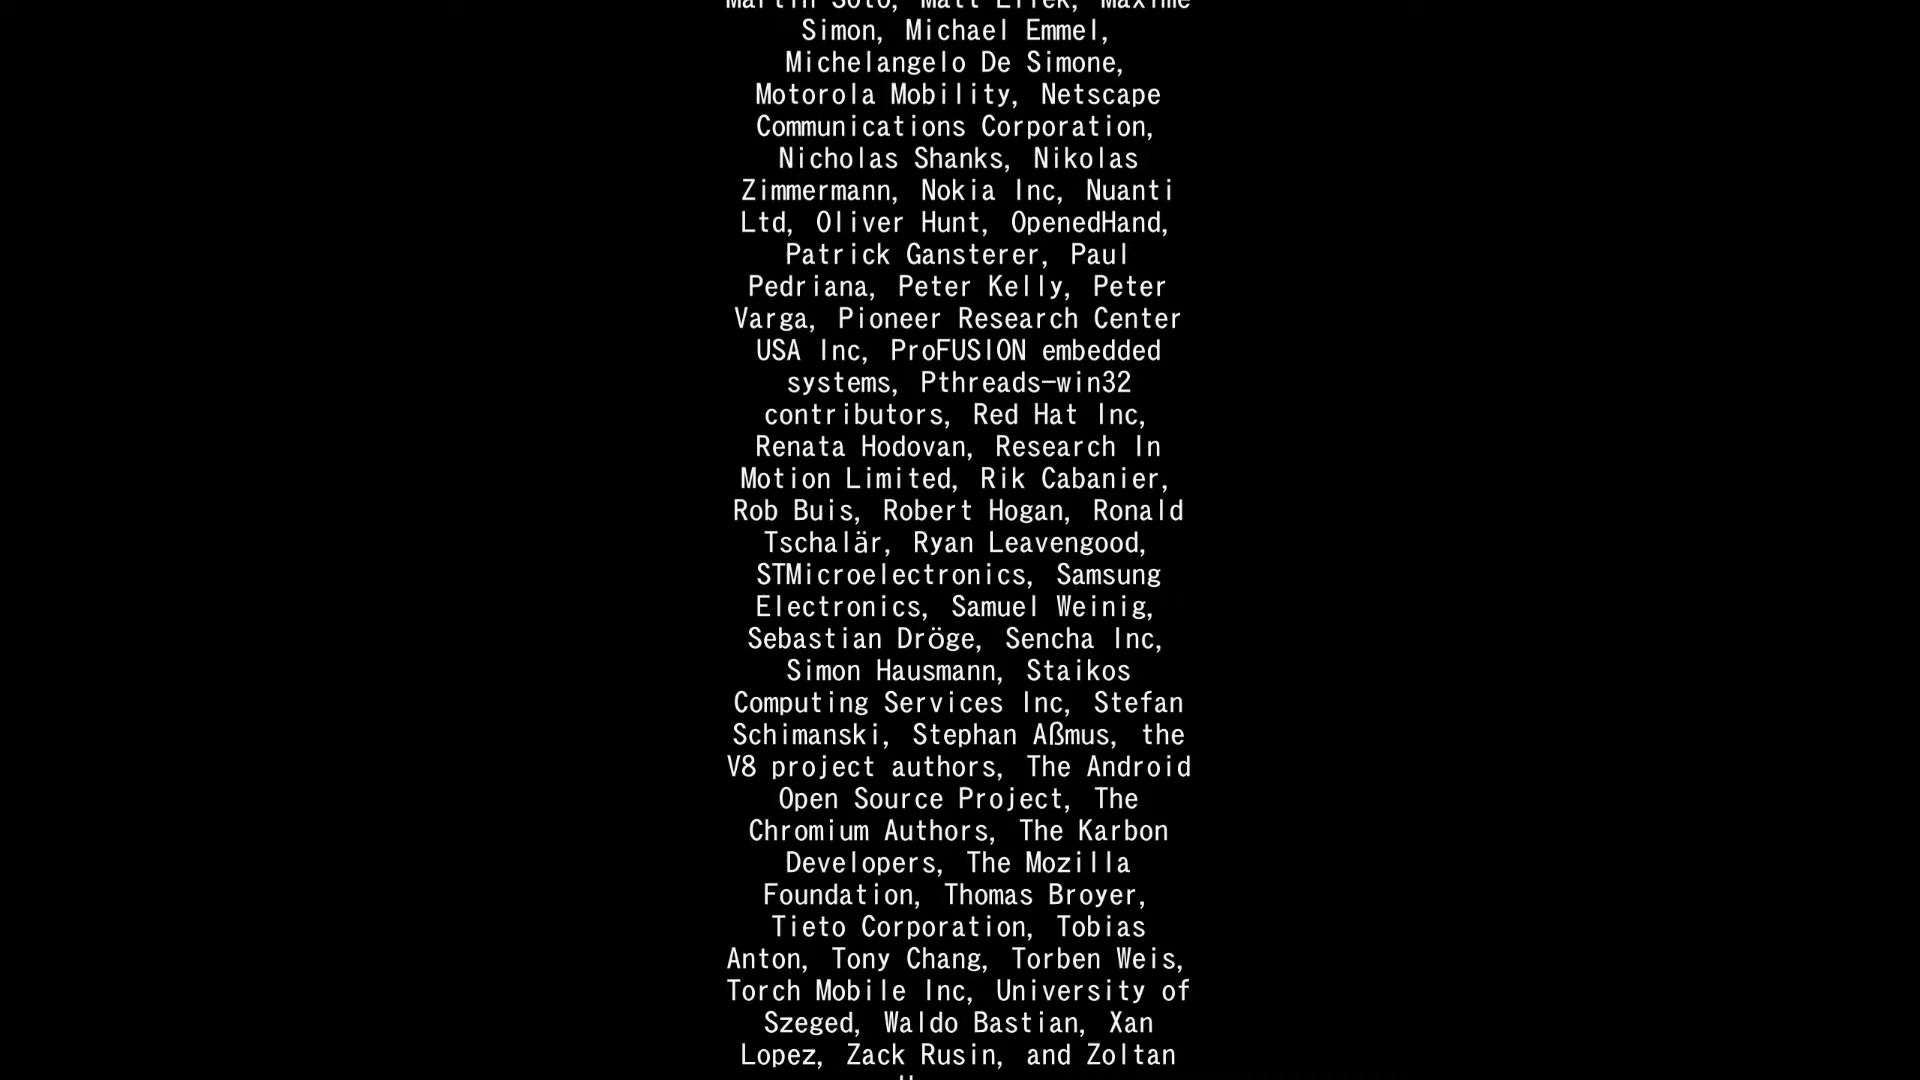 Simon, Michael Emmel,
Michelangelo De Simone,
Motorola Mobility, Netscape
Communications Corporation,
Nicholas Shanks, Nikolas
Zimmermann, Nokia Inc, Nuanti
Ltd, Oliver Hunt, OpenedHand,
Patrick Gansterer, Paul
Pedriana, Peter Kelly, Peter
Varga, Pioneer Research Center
USA Inc, ProFUSION embedded
systems, Pthreads-win32
contributors, Red Hat Inc,
Renata Hodovan, Research In
Motion Limited, Rik Cabanier,
Rob Buis, Robert Hogan, Ronald
Tschalär, Ryan Leavengood,
STMicroelectronics, Samsung
Electronics, Samuel Weinig,
Sebastian Dröge, Sencha Inc,
Simon Hausmann, Staikos
Computing Services Inc, Stefan
Schimanski, Stephan Aßmus, the
V8 project authors, The Android
Open Source Project, The
Chromium Authors, The Karbon
Developers, The Mozilla
Foundation, Thomas Broyer,
Tieto Corporation, Tobias
Anton, Tony Chang, Torben Weis,
Torch Mobile Inc, University of
Szeged, Waldo Bastian, Xan
Lopez, Zack Rusin, and Zoltan